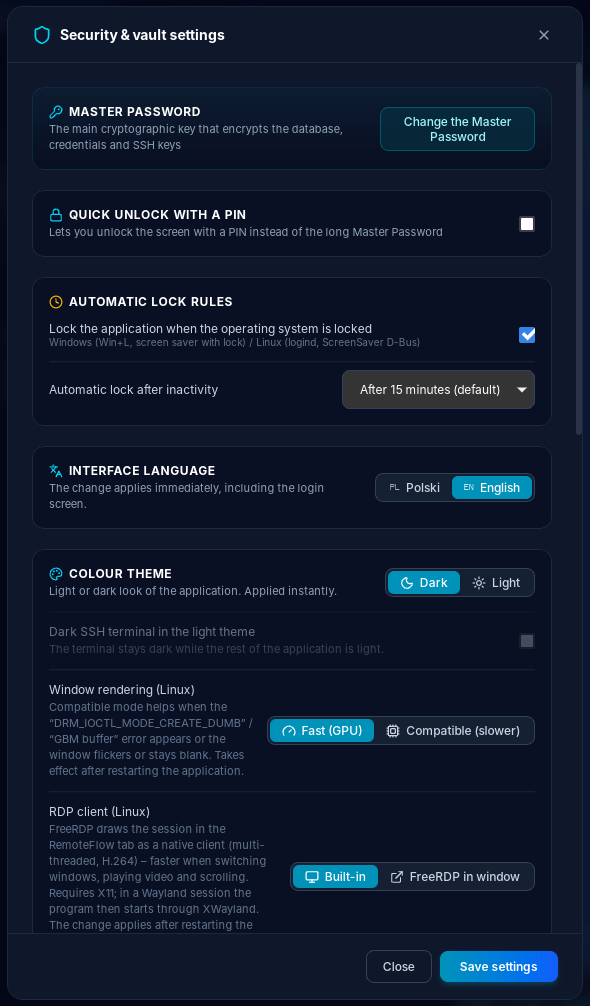 Security & vault settings
MASTER PASSWORD
The main cryptographic key that encrypts the database,
credentials and SSH keys
Change the Master
Password
QUICK UNLOCK WITH A PIN
Lets you unlock the screen with a PIN instead of the long Master Password
AUTOMATIC LOCK RULES
Lock the application when the operating system is locked
Windows (Win+L, screen saver with lock) / Linux (logind, ScreenSaver D-Bus)
Automatic lock after inactivity
After 15 minutes (default)
INTERFACE LANGUAGE
The change applies immediately, including the login
screen.
PL Polski
EN English
COLOUR THEME
Light or dark look of the application. Applied instantly.
Dark
Light
Dark SSH terminal in the light theme
The terminal stays dark while the rest of the application is light.
Window rendering (Linux)
Compatible mode helps when the
“DRM_IOCTL_MODE_CREATE_DUMB” /
“GBM buffer” error appears or the
window flickers or stays blank. Takes
effect after restarting the application.
Fast (GPU)
Compatible (slower)
RDP client (Linux)
FreeRDP draws the session in the
RemoteFlow tab as a native client (multi-
threaded, H.264) – faster when switching
windows, playing video and scrolling.
Requires X11; in a Wayland session the
program then starts through XWayland.
The change applies after restarting the
Built-in
FreeRDP in window
Close
Save settings